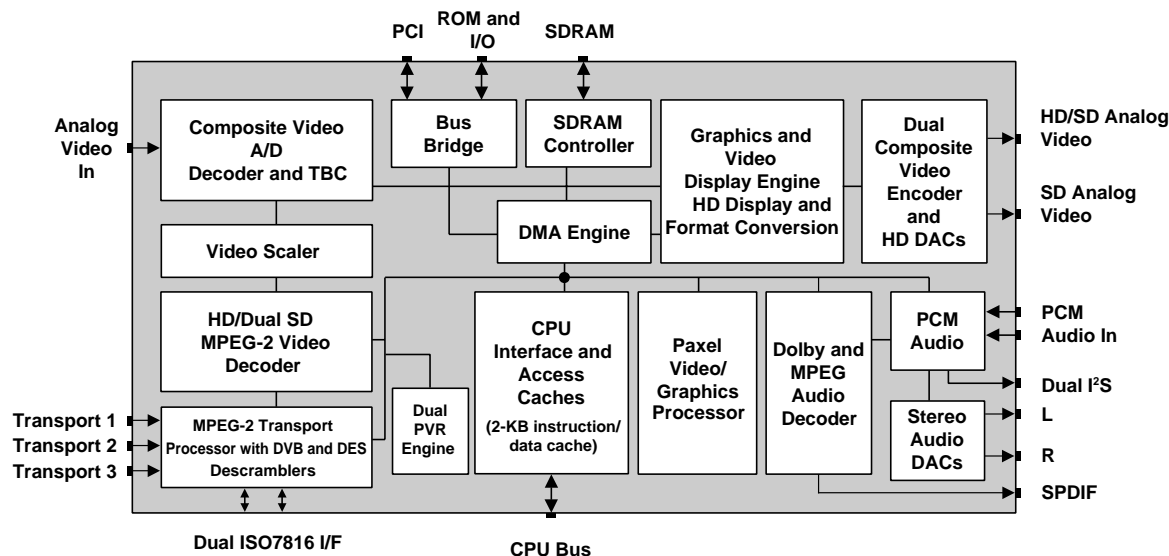 PCI
ROM and
I/O
SDRAM
Analog
Video
In
Composite Video
A/D
Decoder and TBC
Bus
Bridge
SDRAM
Controller
Graphics and
Video
Display Engine
HD Display and
Format Conversion
Dual
Composite
Video
Encoder
and
HD DACs
HD/SD Analog
Video
SD Analog
Video
Video Scaler
DMA Engine
HD/Dual SD
MPEG-2 Video
Decoder
CPU
Interface and
Access
Caches
(2-KB instruction/
data cache)
Paxel
Video/
Graphics
Processor
Dolby and
MPEG
Audio
Decoder
PCM
Audio
PCM
Audio In
Dual I²S
Transport 1
Transport 2
Transport 3
MPEG-2 Transport
Processor with DVB and DES
Descramblers
Dual
PVR
Engine
Stereo
Audio
DACs
L
R
SPDIF
Dual ISO7816 I/F
CPU Bus